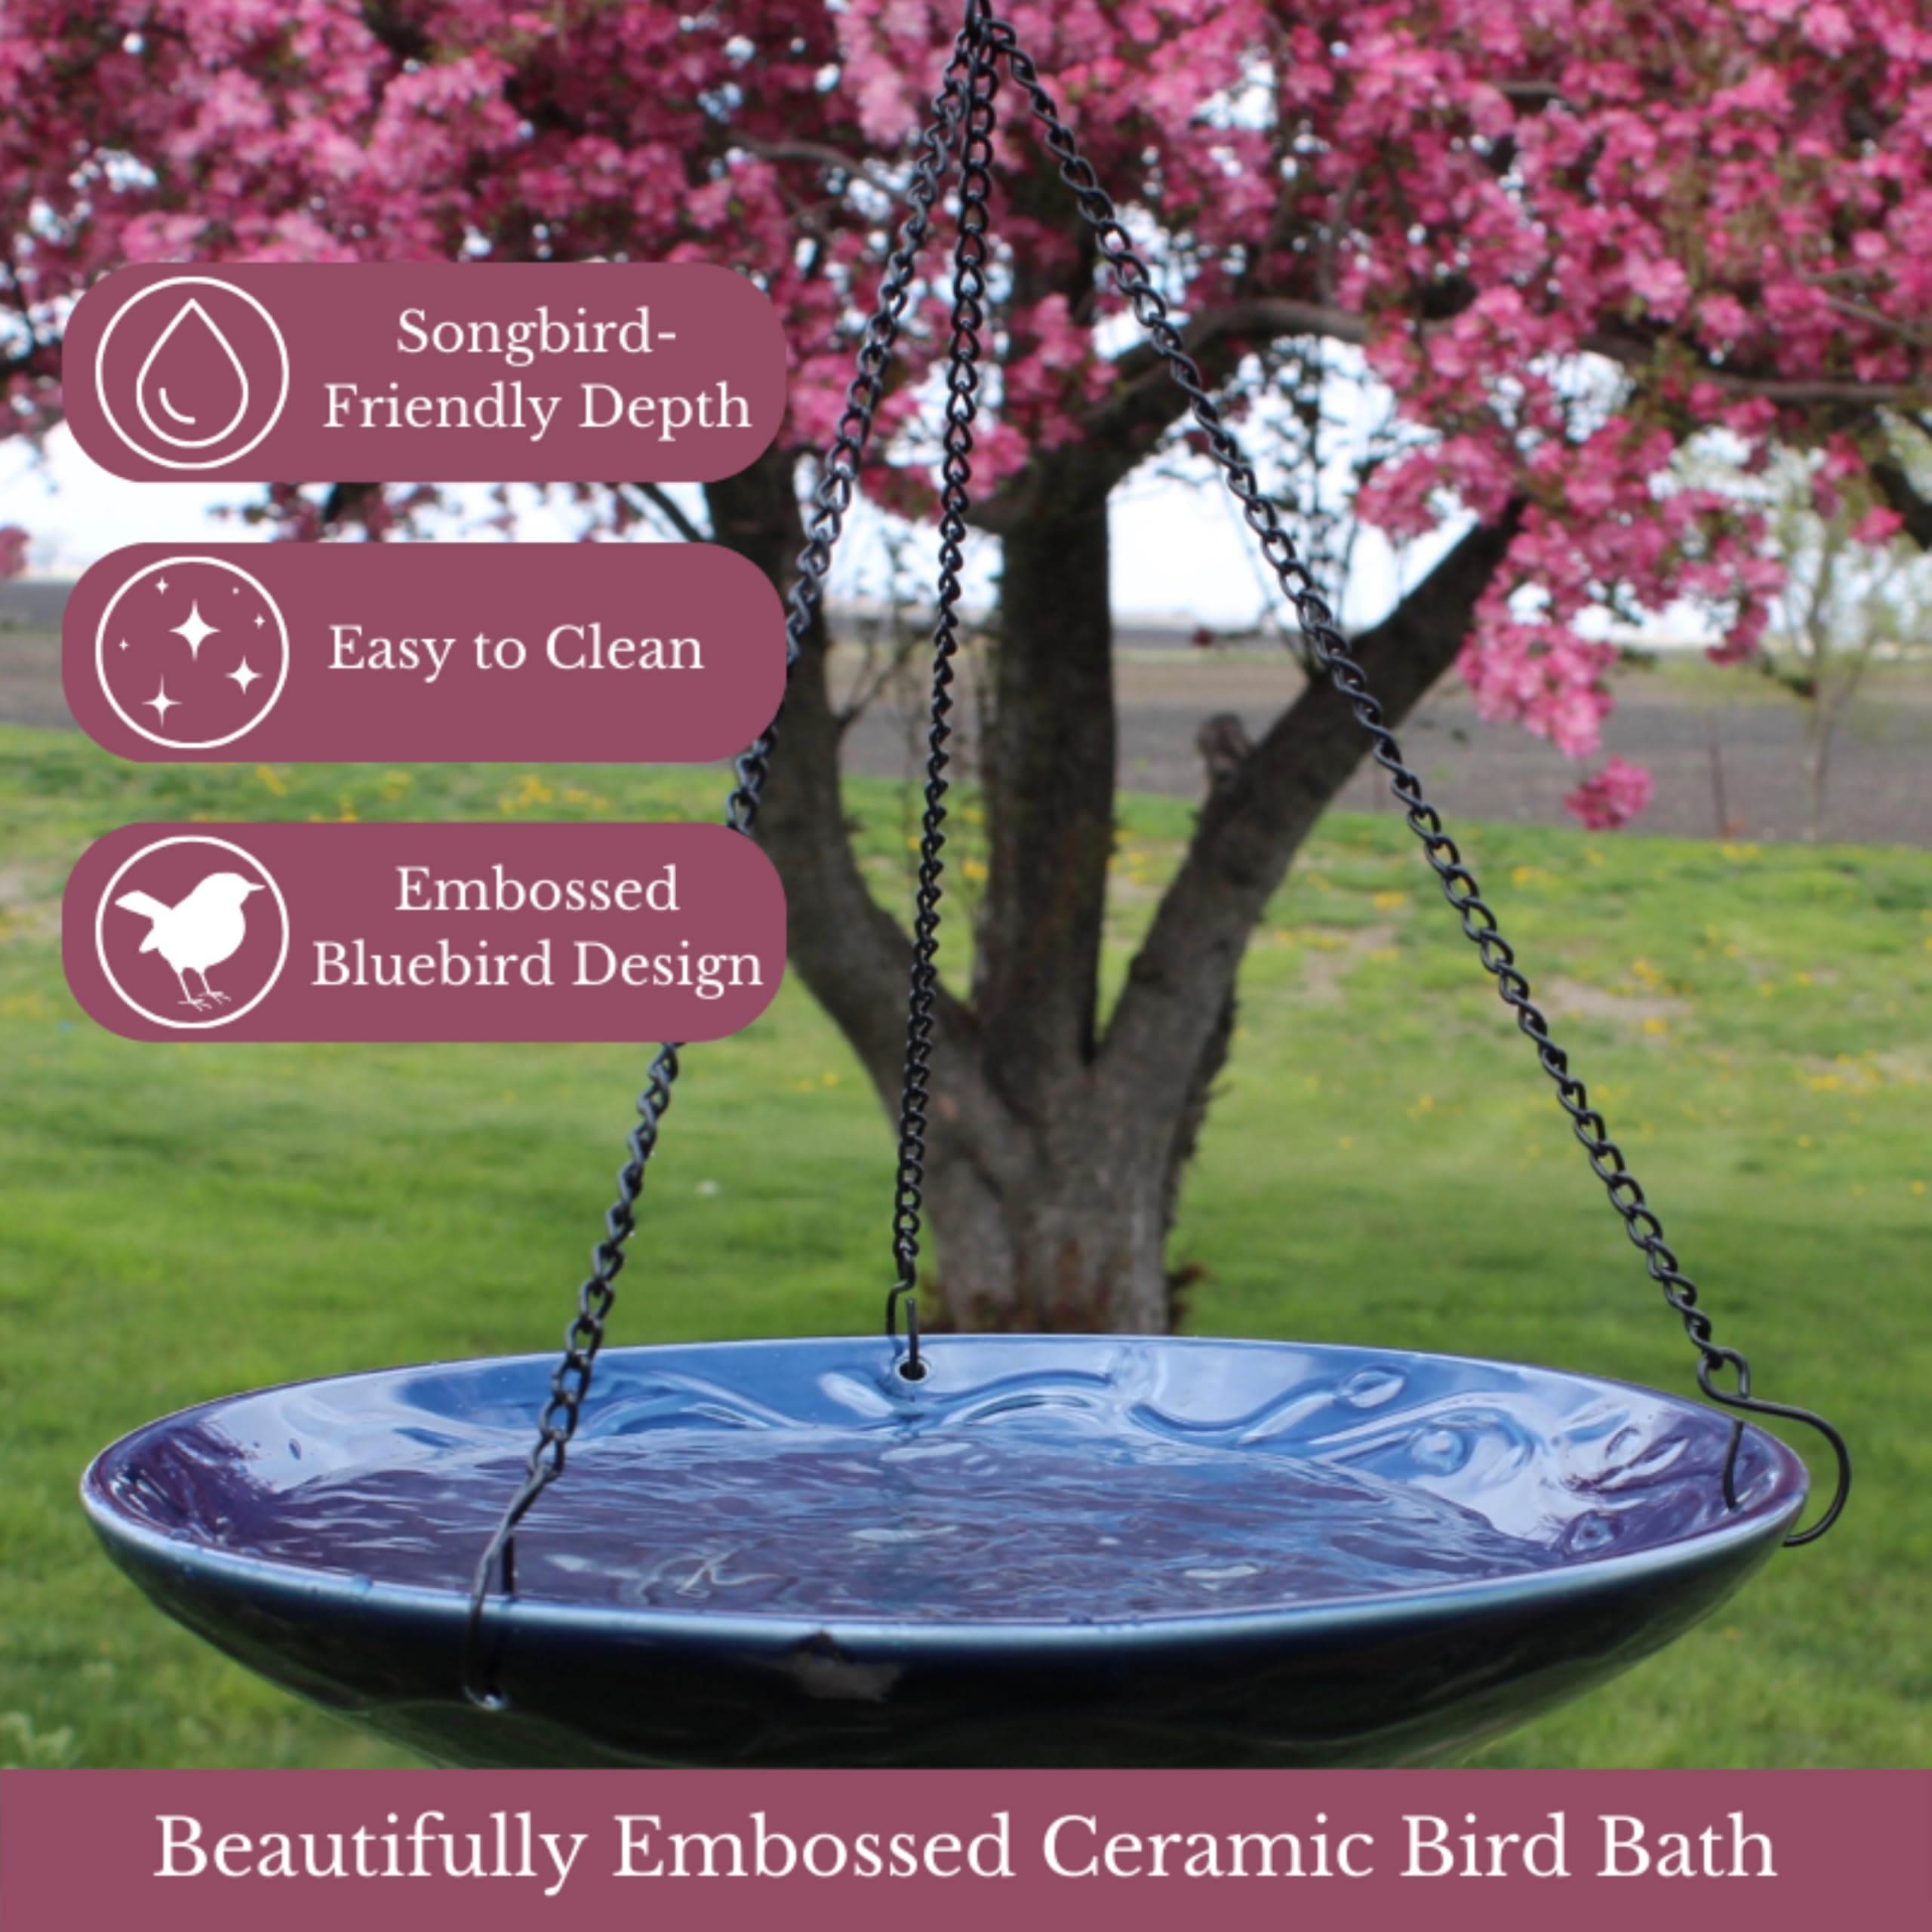 Songbird-
Friendly Depth
Easy to Clean
Embossed
Bluebird Design
Beautifully Embossed Ceramic Bird Bath